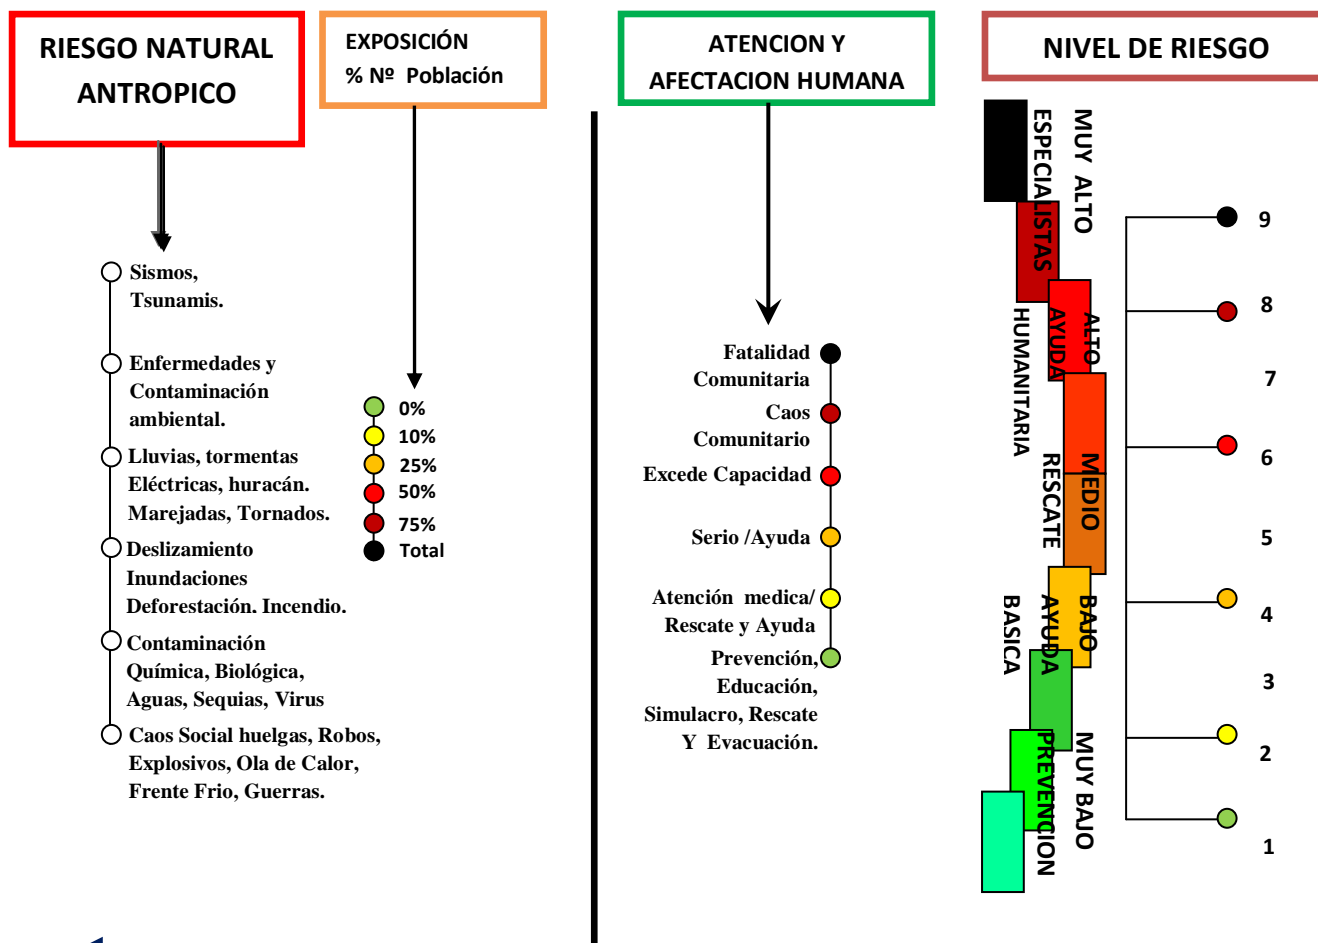 RIESGO NATURAL
ANTROPICO
EXPOSICIÓN
% Nº Población
ATENCION Y
AFECTACION HUMANA
NIVEL DE RIESGO
Sismos,
Tsunamis.
Enfermedades y
Contaminación
ambiental.
Lluvias, tormentas
Eléctricas, huracán.
Marejadas, Tornados.
Deslizamiento
Inundaciones
Deforestación. Incendio.
Contaminación
Química, Biológica,
Aguas, Sequias, Virus
Caos Social huelgas, Robos,
Explosivos, Ola de Calor,
Frente Frio, Guerras.
0%
10%
25%
50%
75%
Total
Fatalidad
Comunitaria
Caos
Comunitario
Excede Capacidad
Serio /Ayuda
Atención medica/
Rescate y Ayuda
Prevención,
Educación,
Simulacro, Rescate
Y Evacuación.
MUY ALTO
ESPECIALISTAS
ALTO
AYUDA
HUMANITARIA
MEDIO
RESCATE
BAJO
AYUDA
BASICA
MUY BAJO
PREVENCION
9
8
7
6
5
4
3
2
1